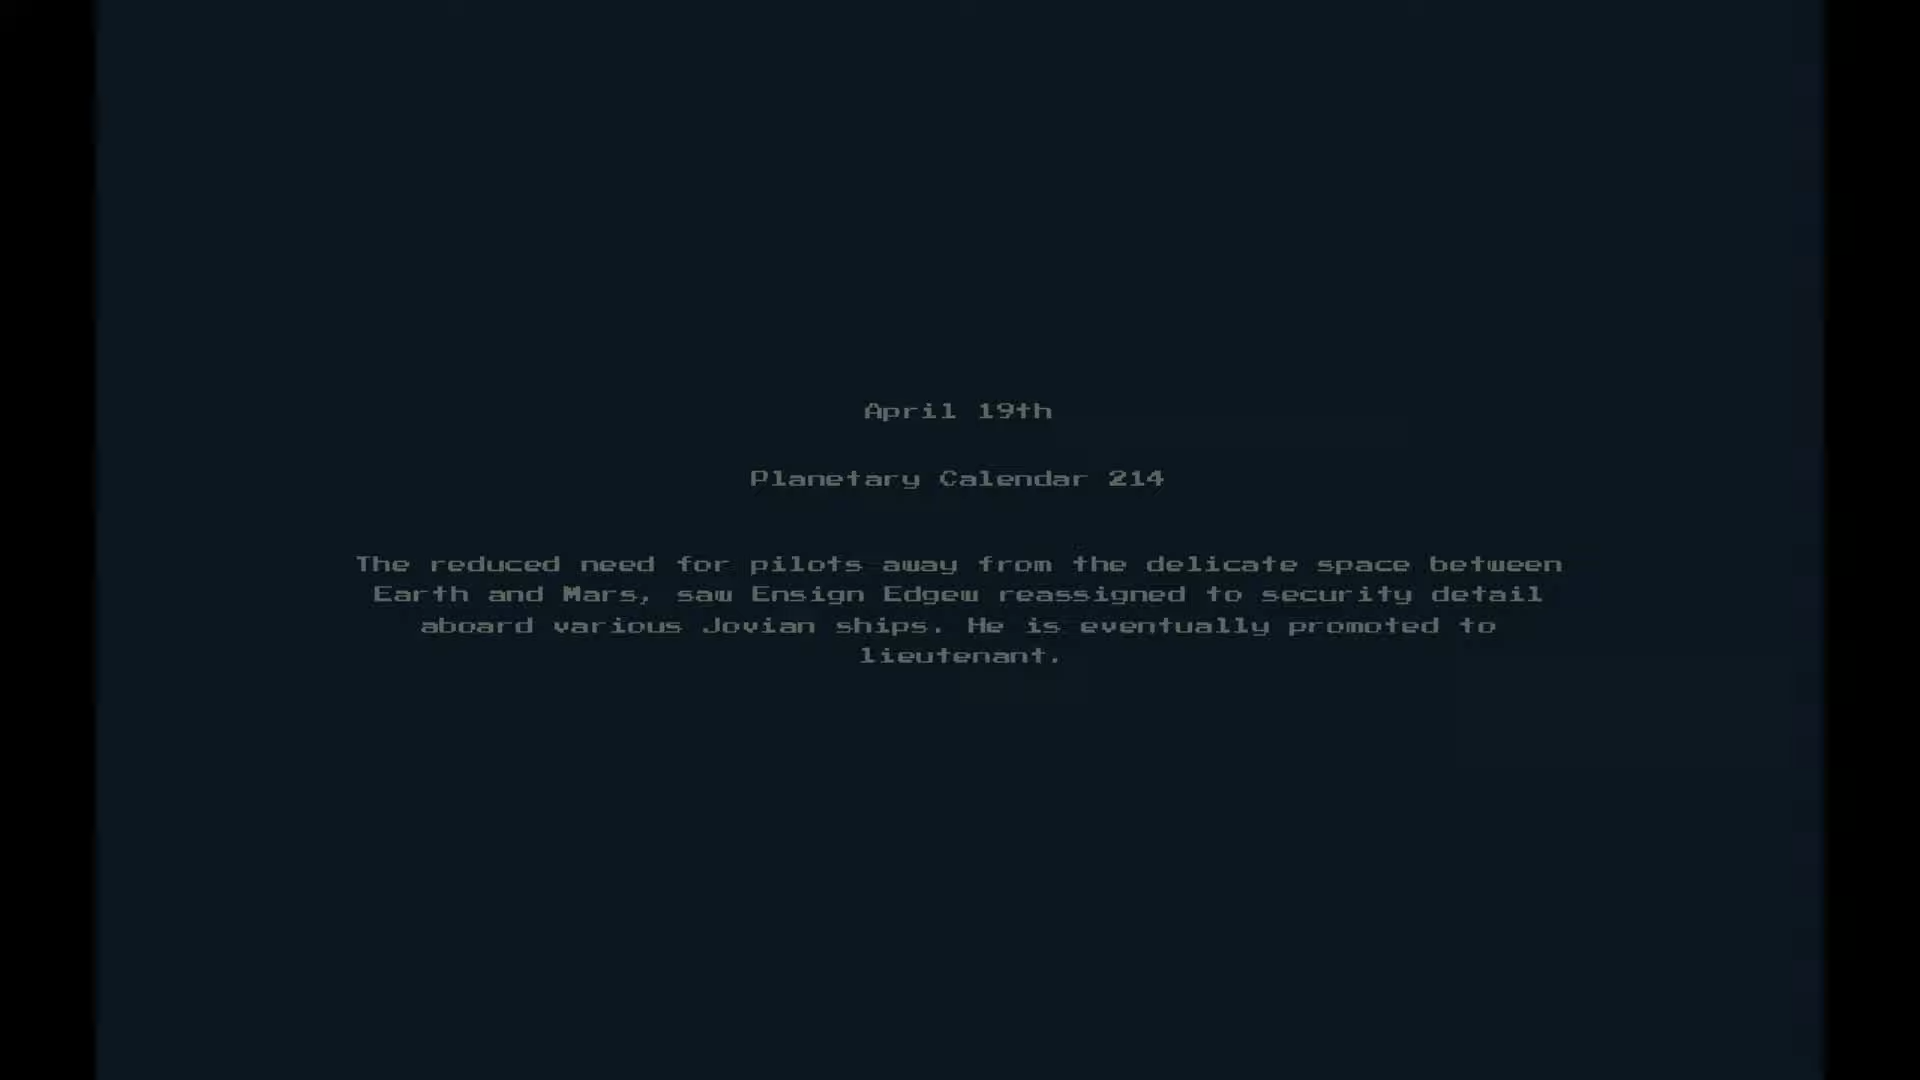 April 19th
Planetary Calendar 214
The reduced need for pilots away from the delicate space between
Earth and Mars, saw Ensign Edgew reassigned to security detail
aboard various Jovian ships. He is eventually promoted to
lieutenant.